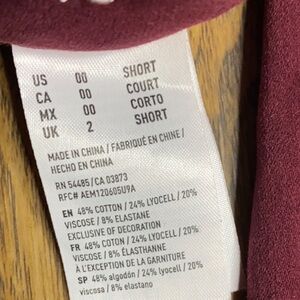 US 00 SHORT
CA 00 COURT
MX 00 CORTO
UK 2 SHORT
MADE IN CHINA / FABRIQUÉ EN CHINE /
HECHO EN CHINA
RN 54485 / CA 03873
RFC# AEM120605U9A
EN 48% COTTON / 24% LYOCELL / 20%
VISCOSE / 8% ELASTANE
EXCLUSIVE OF DECORATION
FR 48% COTON / 24% LYOCELL / 20%
VISCOSE / 8% ÉLASTHANNE
À L'EXCEPTION DE LA GARNITURE
SP 48% algodón / 24% lyocell / 20%
viscosa / 8% elastano